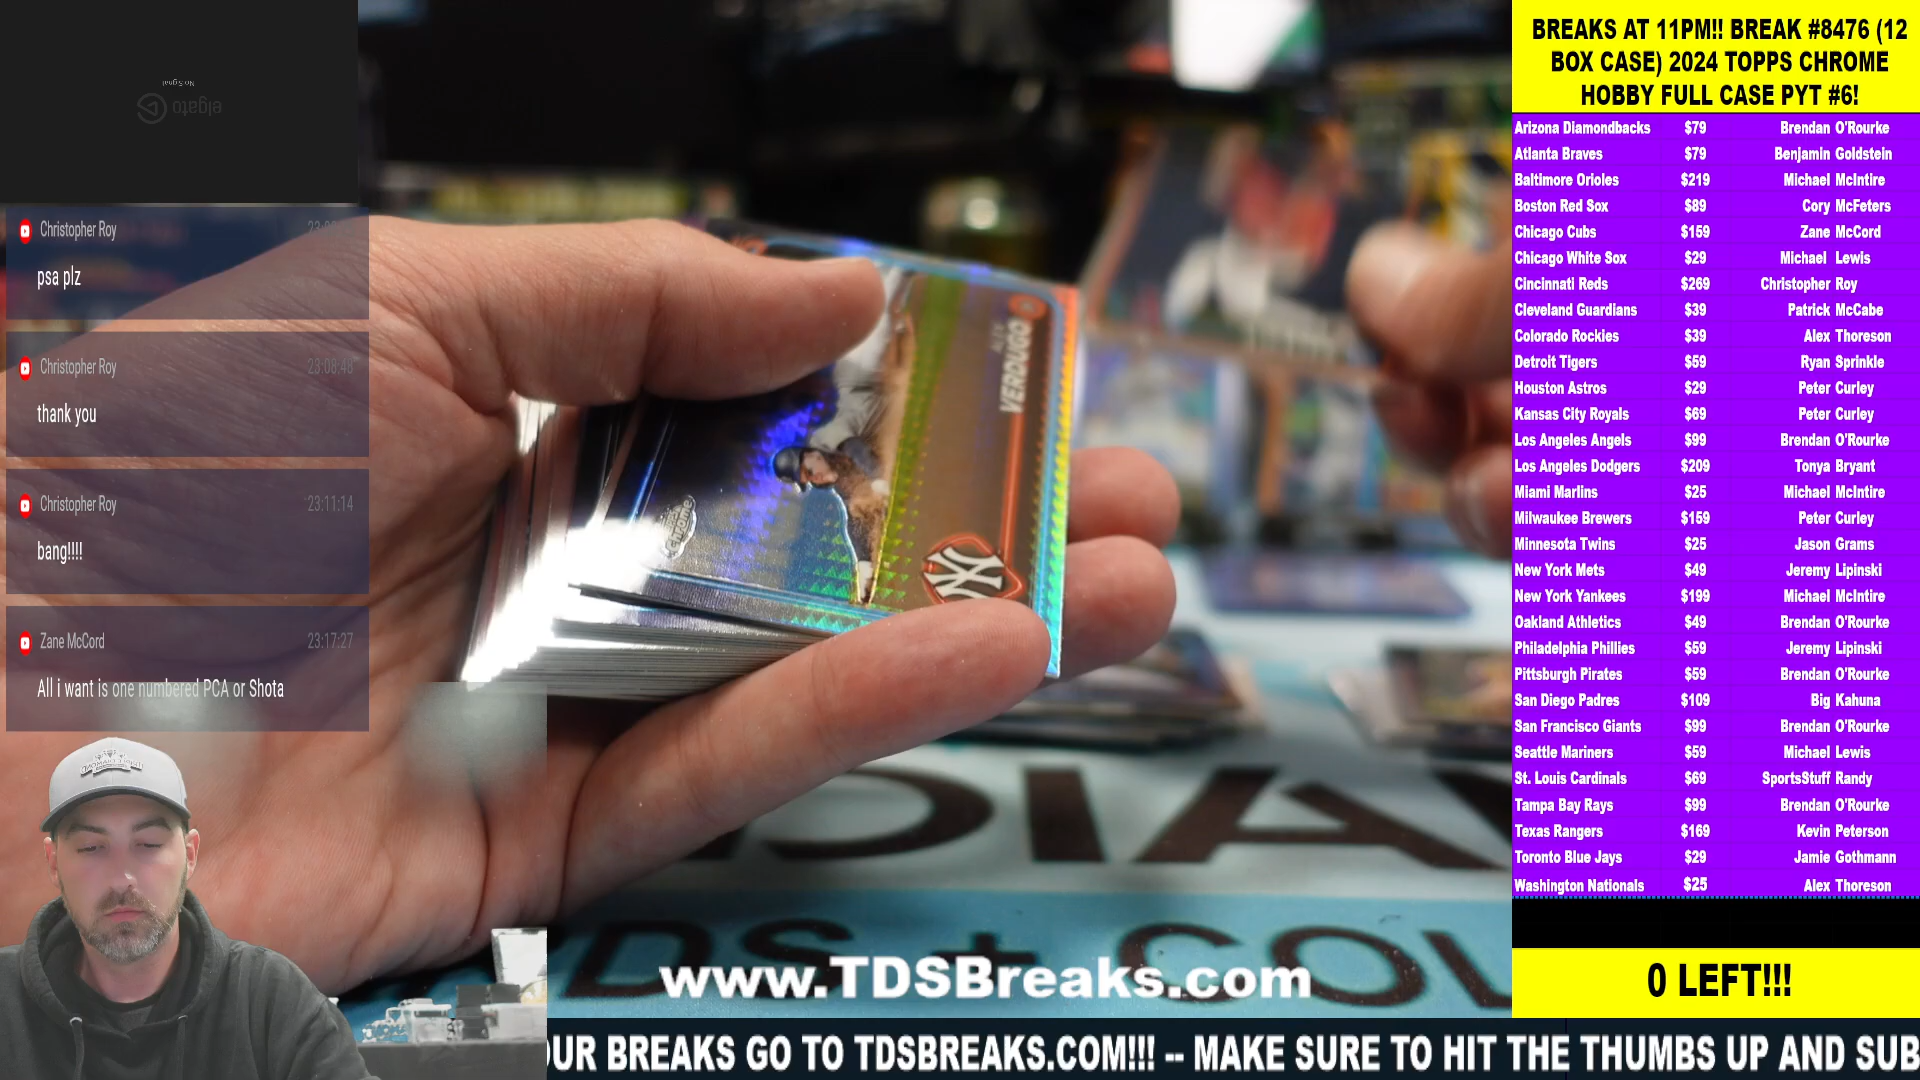 No Signal
elgato
Christopher Roy
psa plz
Christopher Roy 23:08:48
thank you
Christopher Roy 23:11:14
bang!!!!
Zane McCord 23:17:27
All i want is one numbered PCA or Shota
ALEX
VERDUGO
Chrome
NY
BREAKS AT 11PM!! BREAK #8476 (12
BOX CASE) 2024 TOPPS CHROME
HOBBY FULL CASE PYT #6!
Arizona Diamondbacks $79 Brendan O'Rourke
Atlanta Braves $79 Benjamin Goldstein
Baltimore Orioles $219 Michael McIntire
Boston Red Sox $89 Cory McFeters
Chicago Cubs $159 Zane McCord
Chicago White Sox $29 Michael Lewis
Cincinnati Reds $269 Christopher Roy
Cleveland Guardians $39 Patrick McCabe
Colorado Rockies $39 Alex Thoreson
Detroit Tigers $59 Ryan Sprinkle
Houston Astros $29 Peter Curley
Kansas City Royals $69 Peter Curley
Los Angeles Angels $99 Brendan O'Rourke
Los Angeles Dodgers $209 Tonya Bryant
Miami Marlins $25 Michael McIntire
Milwaukee Brewers $159 Peter Curley
Minnesota Twins $25 Jason Grams
New York Mets $49 Jeremy Lipinski
New York Yankees $199 Michael McIntire
Oakland Athletics $49 Brendan O'Rourke
Philadelphia Phillies $59 Jeremy Lipinski
Pittsburgh Pirates $59 Brendan O'Rourke
San Diego Padres $109 Big Kahuna
San Francisco Giants $99 Brendan O'Rourke
Seattle Mariners $59 Michael Lewis
St. Louis Cardinals $69 SportsStuff Randy
Tampa Bay Rays $99 Brendan O'Rourke
Texas Rangers $169 Kevin Peterson
Toronto Blue Jays $29 Jamie Gothmann
Washington Nationals $25 Alex Thoreson
0 LEFT!!!
DIA
TDS + COU
www.TDSBreaks.com
OUR BREAKS GO TO TDSBREAKS.COM!!! -- MAKE SURE TO HIT THE THUMBS UP AND SUB